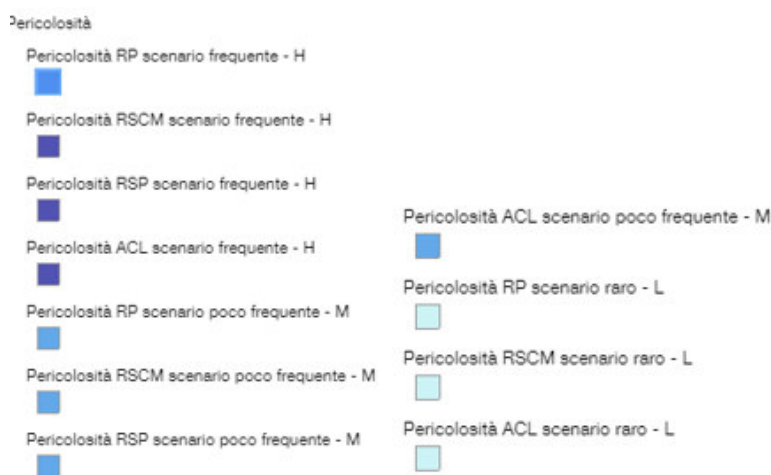 Pericolosità
Pericolosità RP scenario frequente - H
Pericolosità RSCM scenario frequente - H
Pericolosità RSP scenario frequente - H
Pericolosità ACL scenario frequente - H
Pericolosità RP scenario poco frequente - M
Pericolosità RSCM scenario poco frequente - M
Pericolosità RSP scenario poco frequente - M
Pericolosità ACL scenario poco frequente - M
Pericolosità RP scenario raro - L
Pericolosità RSCM scenario raro - L
Pericolosità ACL scenario raro - L